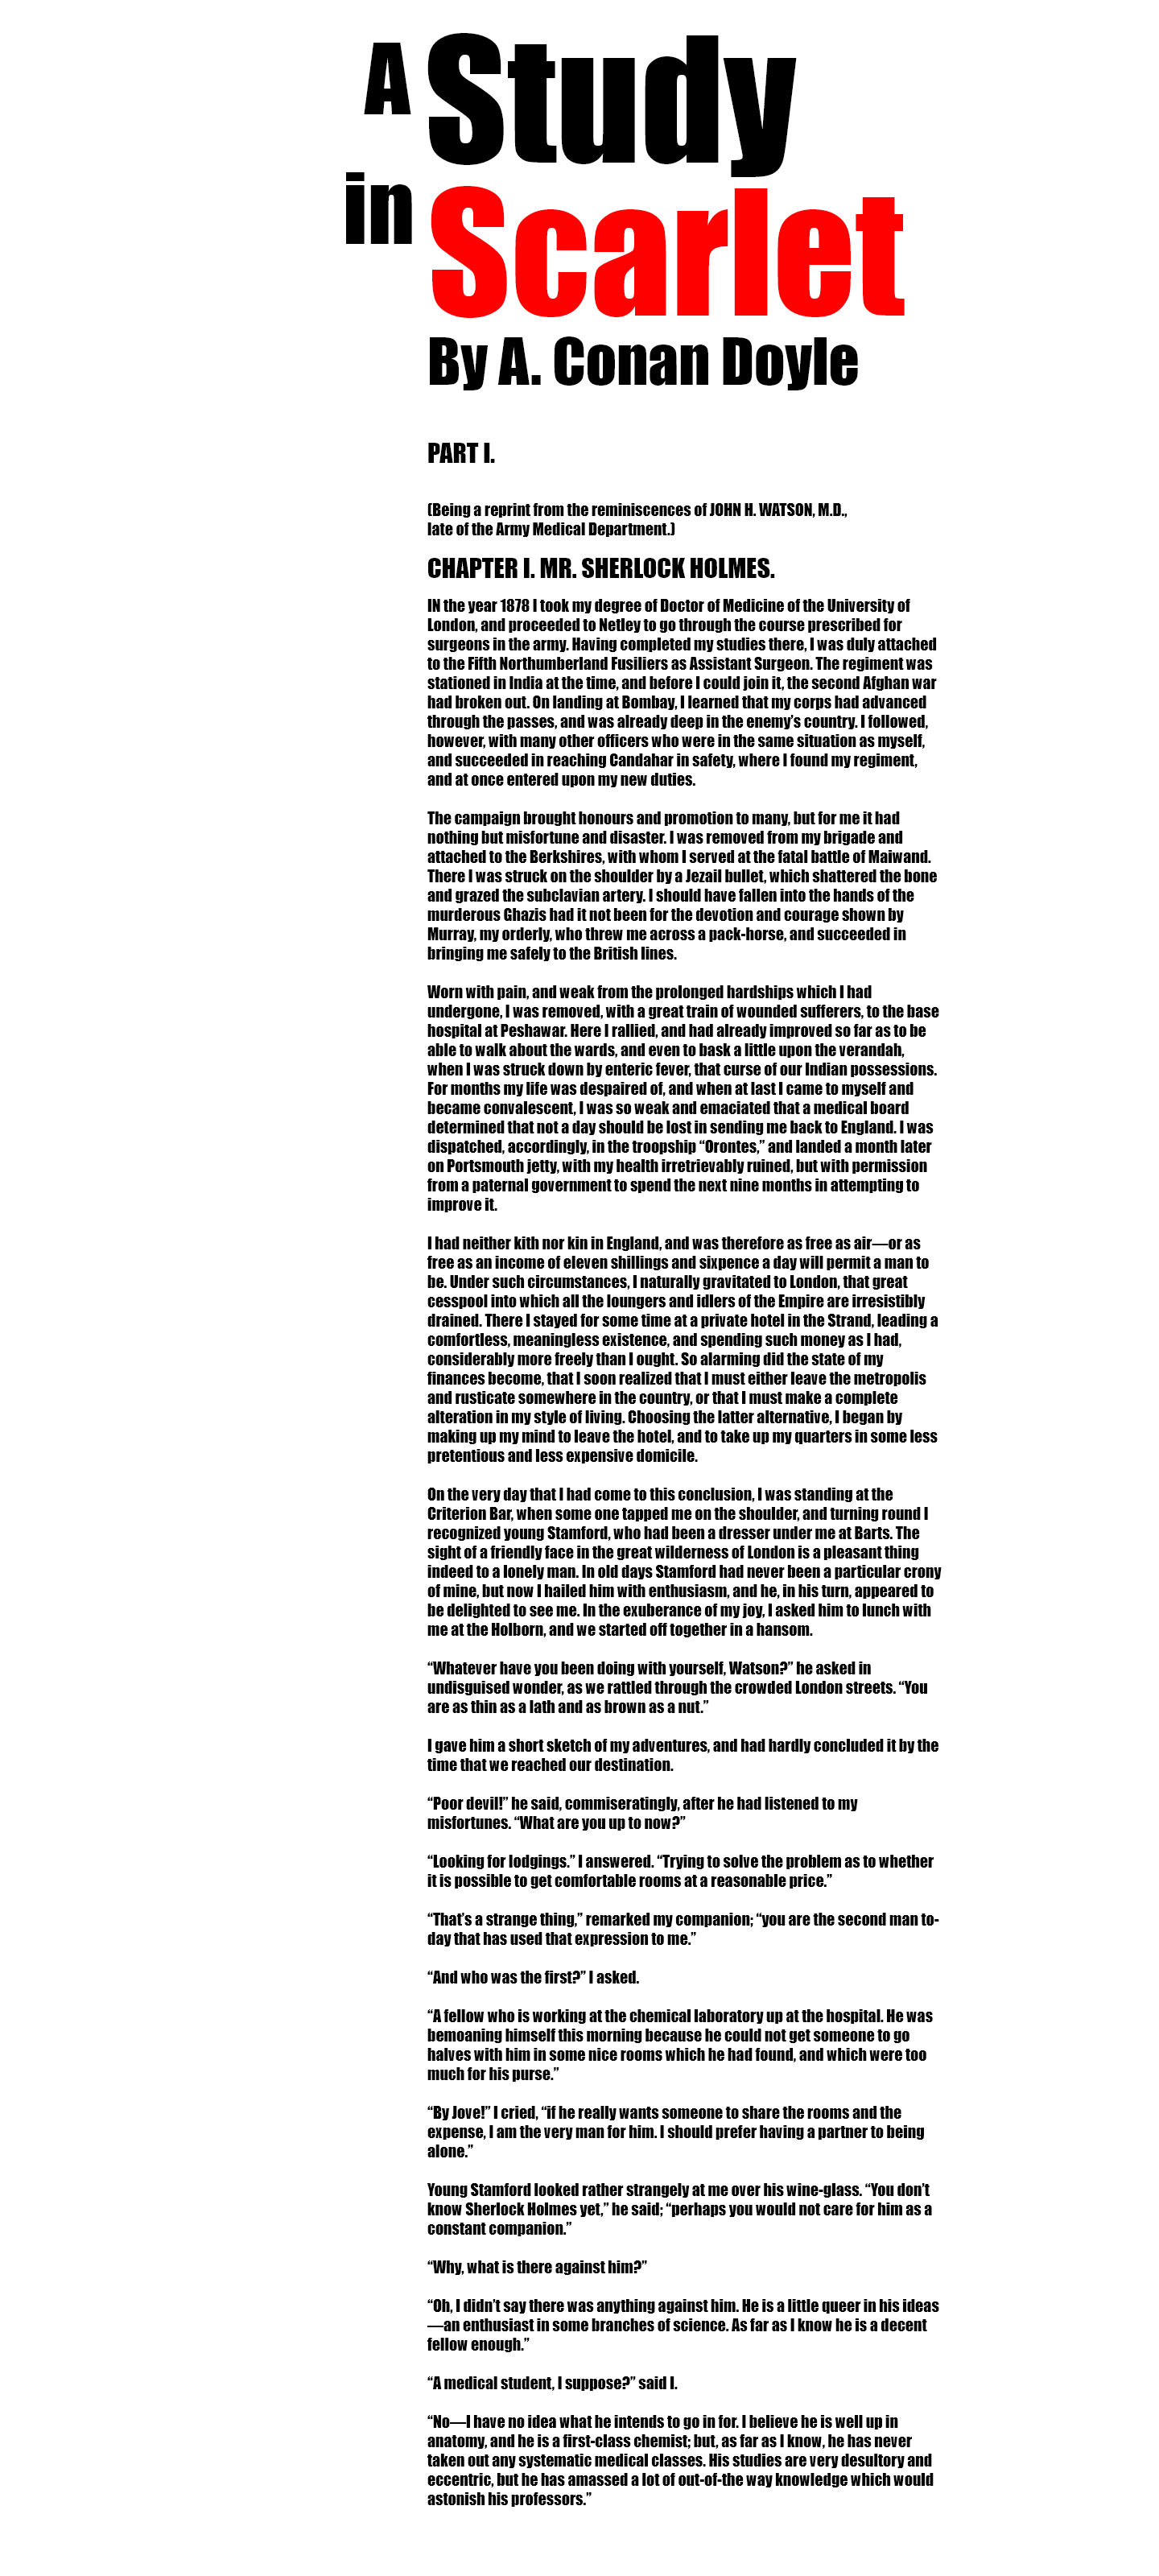 A Study
in Scarlet
By A. Conan Doyle
PART I.
(Being a reprint from the reminiscences of JOHN H. WATSON, M.D.,
late of the Army Medical Department.)
CHAPTER I. MR. SHERLOCK HOLMES.
IN the year 1878 I took my degree of Doctor of Medicine of the University of
London, and proceeded to Netley to go through the course prescribed for
surgeons in the army. Having completed my studies there, I was duly attached
to the Fifth Northumberland Fusiliers as Assistant Surgeon. The regiment was
stationed in India at the time, and before I could join it, the second Afghan war
had broken out. On landing at Bombay, I learned that my corps had advanced
through the passes, and was already deep in the enemy’s country. I followed,
however, with many other officers who were in the same situation as myself,
and succeeded in reaching Candahar in safety, where I found my regiment,
and at once entered upon my new duties.
The campaign brought honours and promotion to many, but for me it had
nothing but misfortune and disaster. I was removed from my brigade and
attached to the Berkshires, with whom I served at the fatal battle of Maiwand.
There I was struck on the shoulder by a Jezail bullet, which shattered the bone
and grazed the subclavian artery. I should have fallen into the hands of the
murderous Ghazis had it not been for the devotion and courage shown by
Murray, my orderly, who threw me across a pack-horse, and succeeded in
bringing me safely to the British lines.
Worn with pain, and weak from the prolonged hardships which I had
undergone, I was removed, with a great train of wounded sufferers, to the base
hospital at Peshawar. Here I rallied, and had already improved so far as to be
able to walk about the wards, and even to bask a little upon the verandah,
when I was struck down by enteric fever, that curse of our Indian possessions.
For months my life was despaired of, and when at last I came to myself and
became convalescent, I was so weak and emaciated that a medical board
determined that not a day should be lost in sending me back to England. I was
dispatched, accordingly, in the troopship “Orontes,” and landed a month later
on Portsmouth jetty, with my health irretrievably ruined, but with permission
from a paternal government to spend the next nine months in attempting to
improve it.
I had neither kith nor kin in England, and was therefore as free as air—or as
free as an income of eleven shillings and sixpence a day will permit a man to
be. Under such circumstances, I naturally gravitated to London, that great
cesspool into which all the loungers and idlers of the Empire are irresistibly
drained. There I stayed for some time at a private hotel in the Strand, leading a
comfortless, meaningless existence, and spending such money as I had,
considerably more freely than I ought. So alarming did the state of my
finances become, that I soon realized that I must either leave the metropolis
and rusticate somewhere in the country, or that I must make a complete
alteration in my style of living. Choosing the latter alternative, I began by
making up my mind to leave the hotel, and to take up my quarters in some less
pretentious and less expensive domicile.
On the very day that I had come to this conclusion, I was standing at the
Criterion Bar, when some one tapped me on the shoulder, and turning round I
recognized young Stamford, who had been a dresser under me at Barts. The
sight of a friendly face in the great wilderness of London is a pleasant thing
indeed to a lonely man. In old days Stamford had never been a particular crony
of mine, but now I hailed him with enthusiasm, and he, in his turn, appeared to
be delighted to see me. In the exuberance of my joy, I asked him to lunch with
me at the Holborn, and we started off together in a hansom.
“Whatever have you been doing with yourself, Watson?” he asked in
undisguised wonder, as we rattled through the crowded London streets. “You
are as thin as a lath and as brown as a nut.”
I gave him a short sketch of my adventures, and had hardly concluded it by the
time that we reached our destination.
“Poor devil!” he said, commiseratingly, after he had listened to my
misfortunes. “What are you up to now?”
“Looking for lodgings.” I answered. “Trying to solve the problem as to whether
it is possible to get comfortable rooms at a reasonable price.”
“That’s a strange thing,” remarked my companion; “you are the second man to-
day that has used that expression to me.”
“And who was the first?” I asked.
“A fellow who is working at the chemical laboratory up at the hospital. He was
bemoaning himself this morning because he could not get someone to go
halves with him in some nice rooms which he had found, and which were too
much for his purse.”
“By Jove!” I cried, “if he really wants someone to share the rooms and the
expense, I am the very man for him. I should prefer having a partner to being
alone.”
Young Stamford looked rather strangely at me over his wine-glass. “You don’t
know Sherlock Holmes yet,” he said; “perhaps you would not care for him as a
constant companion.”
“Why, what is there against him?”
“Oh, I didn’t say there was anything against him. He is a little queer in his ideas
—an enthusiast in some branches of science. As far as I know he is a decent
fellow enough.”
“A medical student, I suppose?” said I.
“No—I have no idea what he intends to go in for. I believe he is well up in
anatomy, and he is a first-class chemist; but, as far as I know, he has never
taken out any systematic medical classes. His studies are very desultory and
eccentric, but he has amassed a lot of out-of-the way knowledge which would
astonish his professors.”